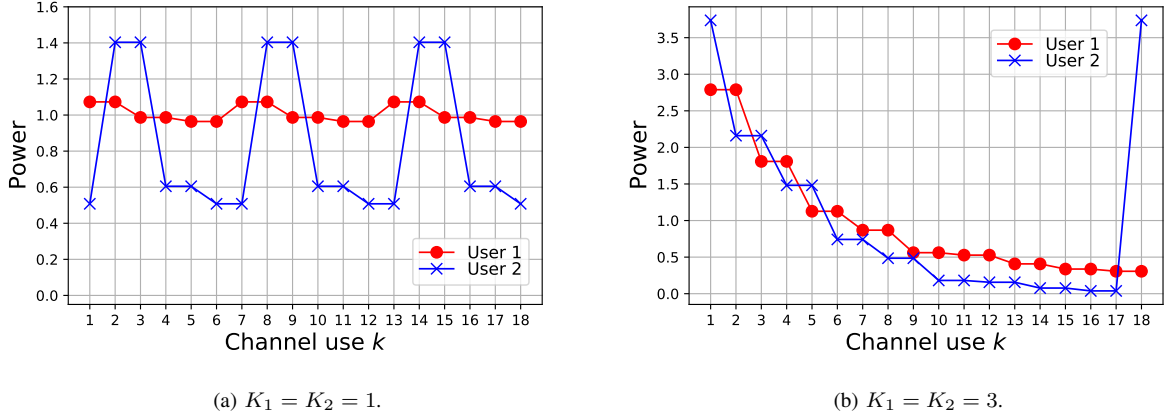 1.6
1.4
1.2
1.0
0.8
0.6
0.4
0.2
0.0
Power
User 1
User 2
1 2 3 4 5 6 7 8 9 10 11 12 13 14 15 16 17 18
Channel use k
(a) K₁ = K₂ = 1.
3.5
3.0
2.5
2.0
1.5
1.0
0.5
0.0
Power
User 1
User 2
1 2 3 4 5 6 7 8 9 10 11 12 13 14 15 16 17 18
Channel use k
(b) K₁ = K₂ = 3.